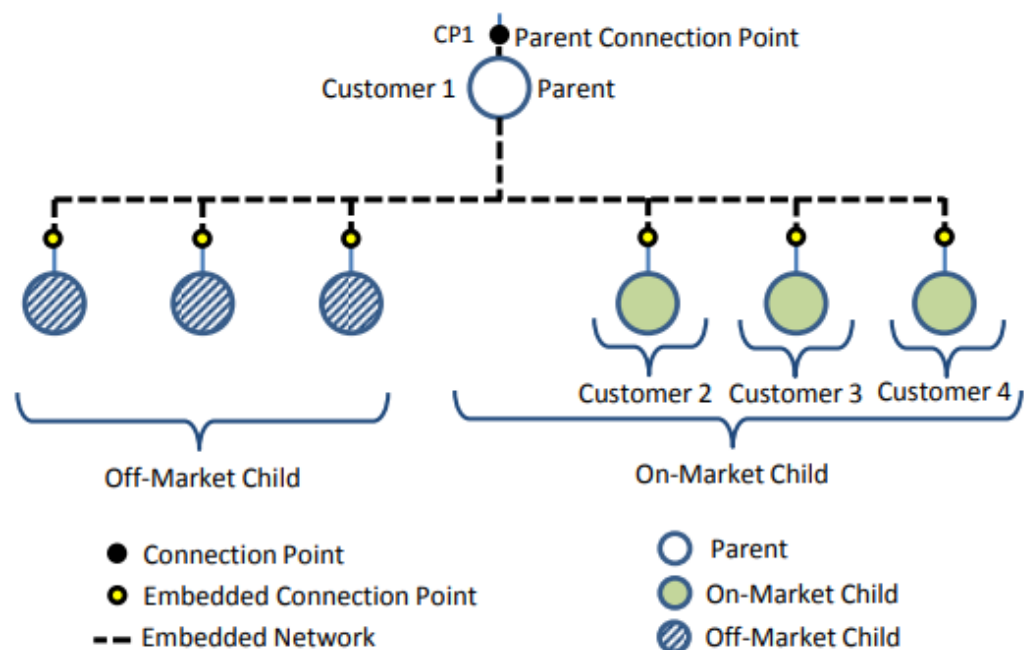 CP1 Parent Connection Point
Customer 1 Parent
Customer 2 Customer 3 Customer 4
Off-Market Child On-Market Child
Connection Point Parent
Embedded Connection Point On-Market Child
Embedded Network Off-Market Child